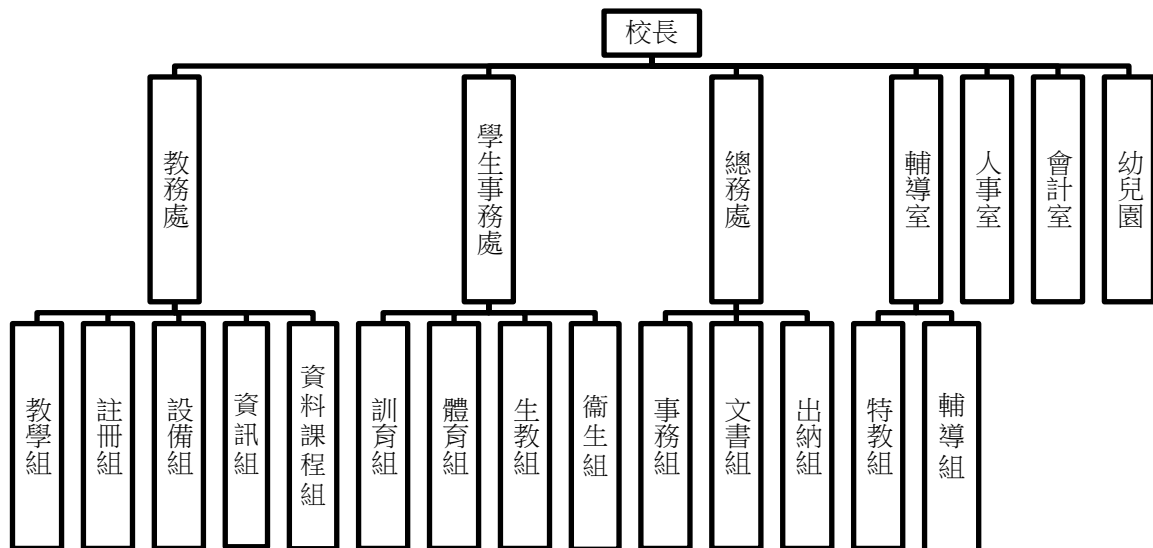 校長
教務處
學生事務處
總務處
輔導室
人事室
會計室
幼兒園
教學組
註冊組
設備組
資訊組
資料課程組
訓育組
體育組
生教組
衞生組
事務組
文書組
出納組
特教組
輔導組